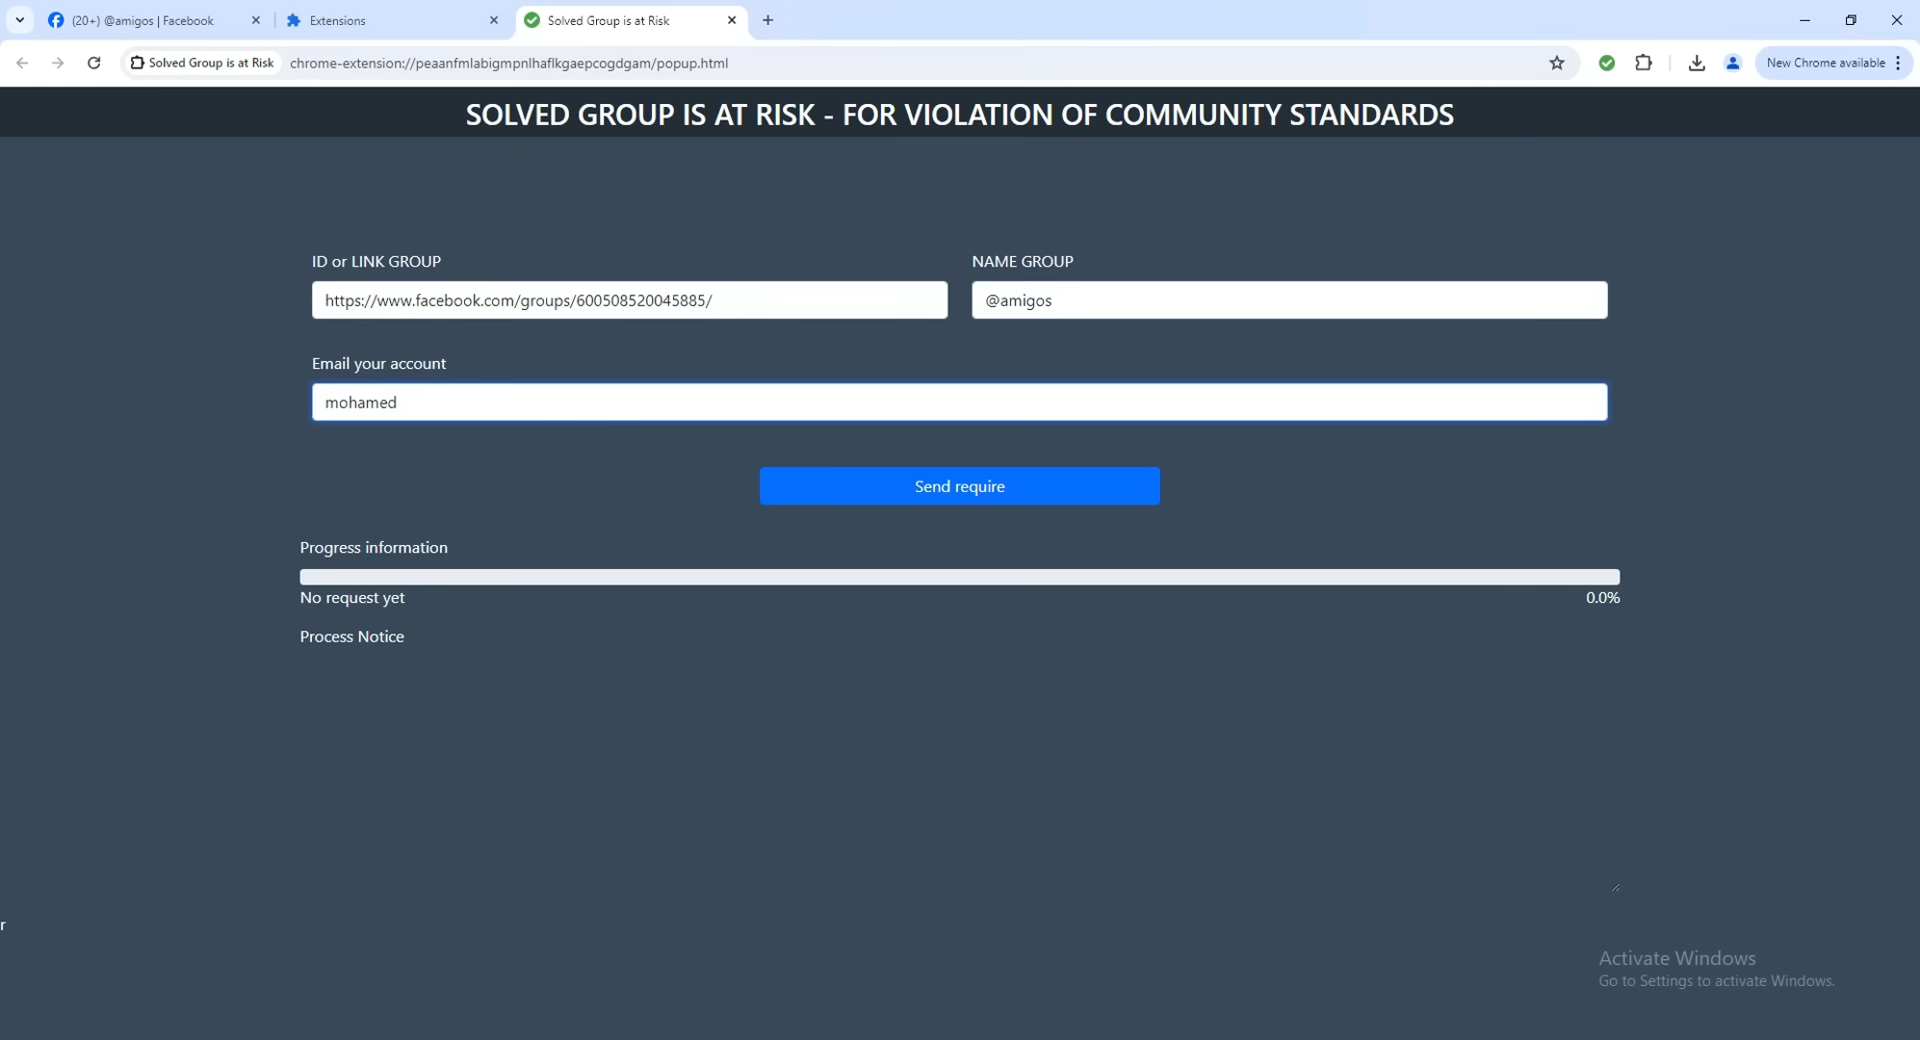 (20+) @amigos | Facebook
Extensions
Solved Group is at Risk
Solved Group is at Risk
chrome-extension://peaanfmlabigmpnlhaflkgaepcogdgam/popup.html
New Chrome available
SOLVED GROUP IS AT RISK - FOR VIOLATION OF COMMUNITY STANDARDS
ID or LINK GROUP
NAME GROUP
https://www.facebook.com/groups/600508520045885/
@amigos
Email your account
mohamed
Send require
Progress information
No request yet
0.0%
Process Notice
r
Activate Windows
Go to Settings to activate Windows.